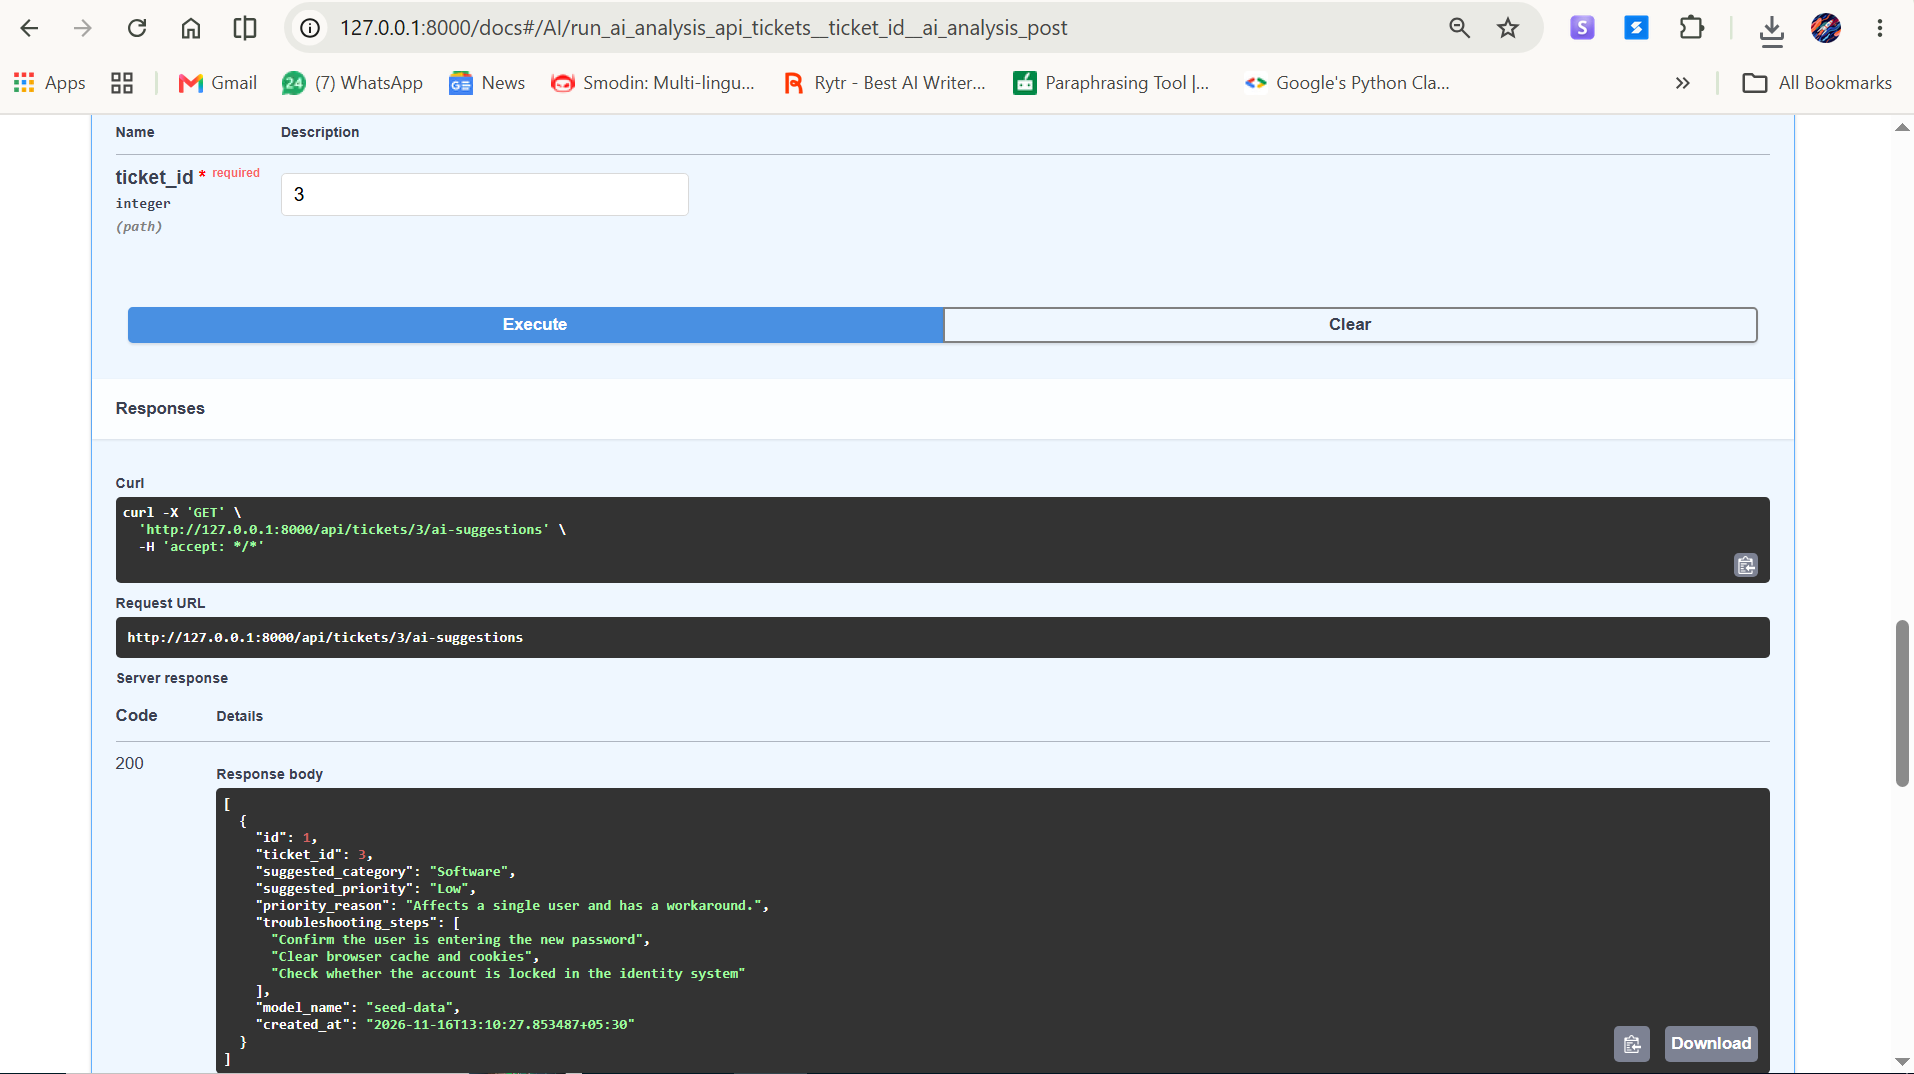 127.0.0.1:8000/docs#/AI/run_ai_analysis_api_tickets__ticket_id__ai_analysis_post
S
Apps
Gmail
24
(7) WhatsApp
GE
News
Smodin: Multi-lingu...
R
Rytr - Best AI Writer...
Paraphrasing Tool |...
Google's Python Cla...
All Bookmarks
Name Description
ticket_id * required
integer
(path)
3
Execute
Clear
Responses
Curl
curl -X 'GET' \
'http://127.0.0.1:8000/api/tickets/3/ai-suggestions' \
-H 'accept: */*'
Request URL
http://127.0.0.1:8000/api/tickets/3/ai-suggestions
Server response
Code Details
200
Response body
[
{
"id": 1,
"ticket_id": 3,
"suggested_category": "Software",
"suggested_priority": "Low",
"priority_reason": "Affects a single user and has a workaround.",
"troubleshooting_steps": [
"Confirm the user is entering the new password",
"Clear browser cache and cookies",
"Check whether the account is locked in the identity system"
],
"model_name": "seed-data",
"created_at": "2026-11-16T13:10:27.853487+05:30"
}
]
Download